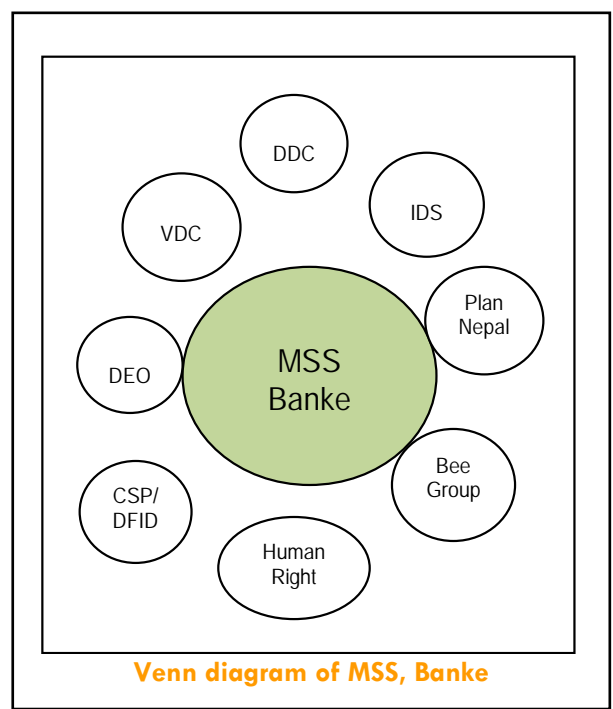 DDC
IDS
VDC
Plan
Nepal
MSS
Banke
DEO
Bee
Group
CSP/
DFID
Human
Right
Venn diagram of MSS, Banke